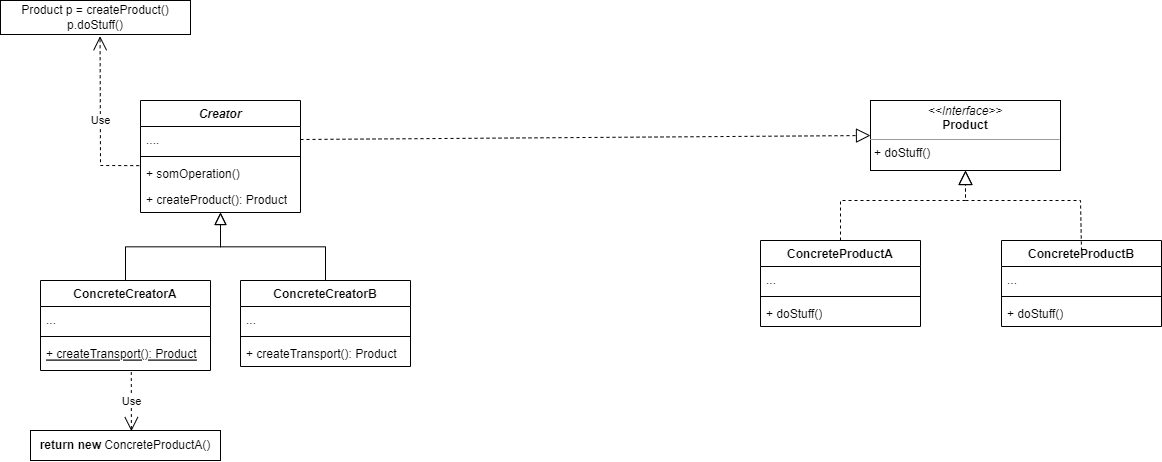 Product p = createProduct()
p.doStuff()
Use
Creator
....
+ somOperation()
+ createProduct(): Product
<<Interface>>
Product
+ doStuff()
ConcreteProductA
...
+ doStuff()
ConcreteProductB
...
+ doStuff()
ConcreteCreatorA
...
+ createTransport(): Product
ConcreteCreatorB
...
+ createTransport(): Product
Use
return new ConcreteProductA()